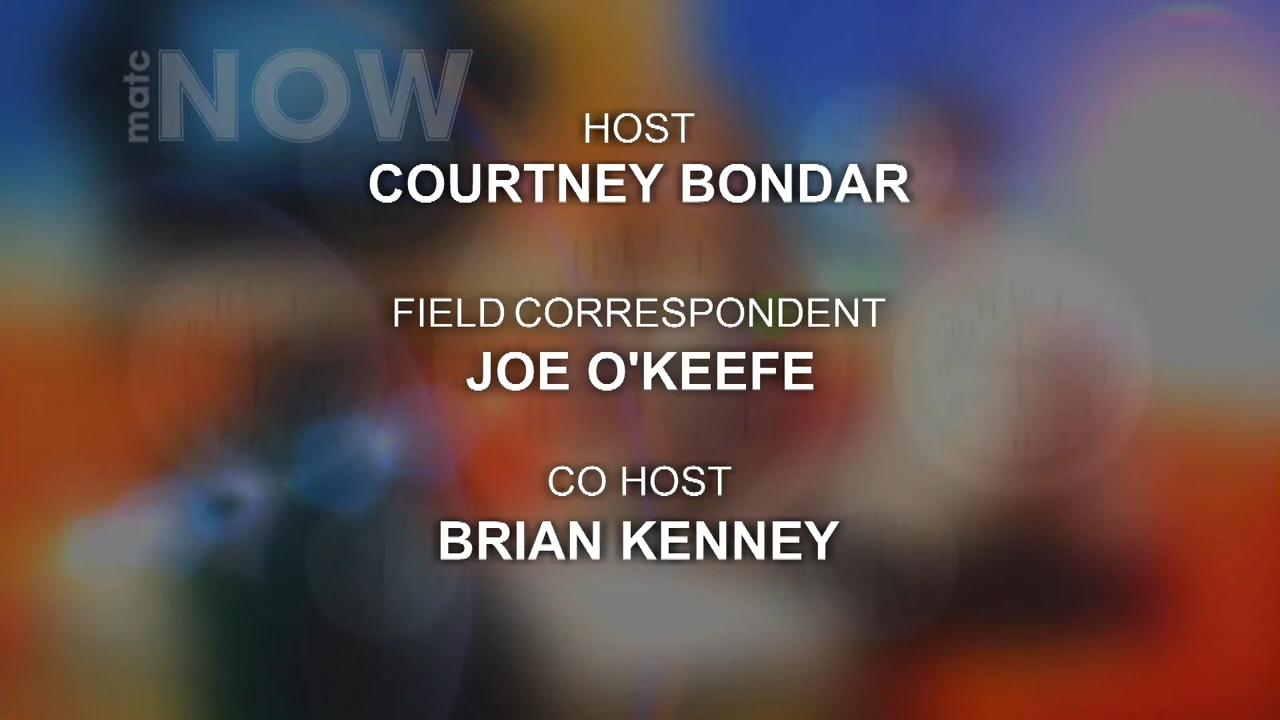 matc NOW
HOST
COURTNEY BONDAR
FIELD CORRESPONDENT
JOE O'KEEFE
CO HOST
BRIAN KENNEY